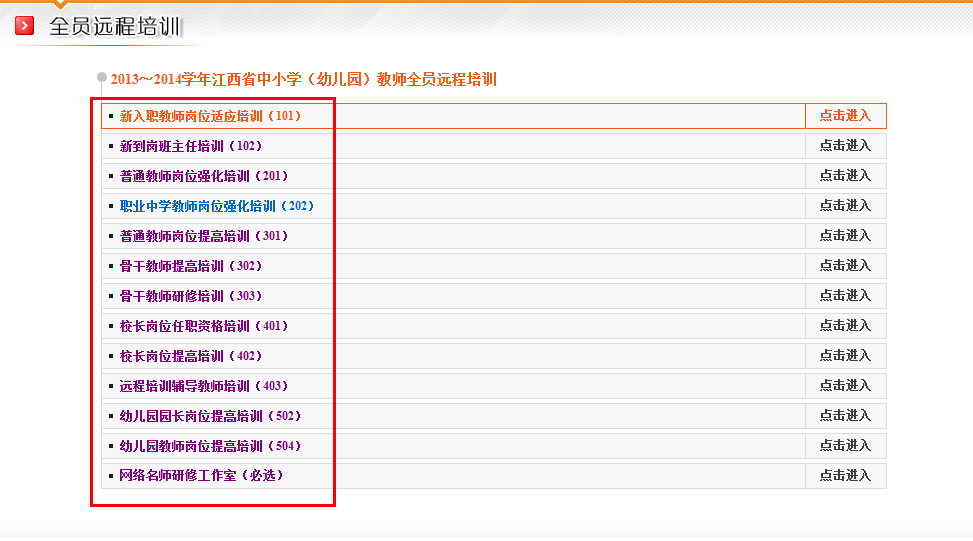 全员远程培训
2013～2014学年江西省中小学（幼儿园）教师全员远程培训
新入职教师岗位适应培训（101） 点击进入
新到岗班主任培训（102） 点击进入
普通教师岗位强化培训（201） 点击进入
职业中学教师岗位强化培训（202） 点击进入
普通教师岗位提高培训（301） 点击进入
骨干教师提高培训（302） 点击进入
骨干教师研修培训（303） 点击进入
校长岗位任职资格培训（401） 点击进入
校长岗位提高培训（402） 点击进入
远程培训辅导教师培训（403） 点击进入
幼儿园园长岗位提高培训（502） 点击进入
幼儿园教师岗位提高培训（504） 点击进入
网络名师研修工作室（必选） 点击进入